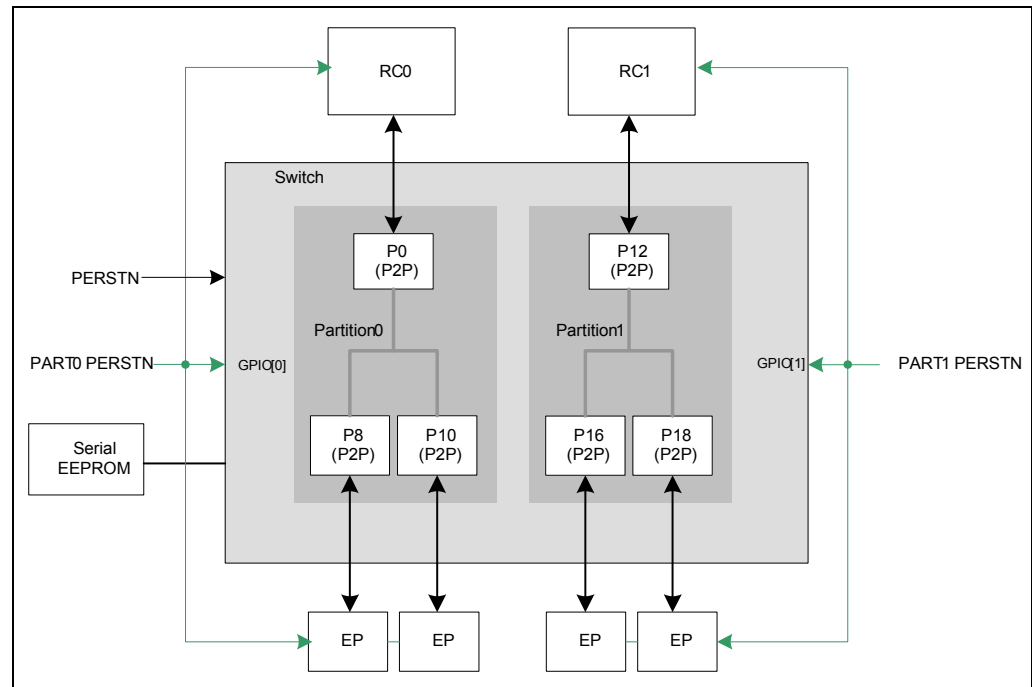 RC0
RC1
Switch
P0
(P2P)
P12
(P2P)
PERSTN
Partition0
Partition1
PART0 PERSTN
GPIO[0]
GPIO[1]
PART1 PERSTN
P8
(P2P)
P10
(P2P)
P16
(P2P)
P18
(P2P)
Serial
EEPROM
EP
EP
EP
EP